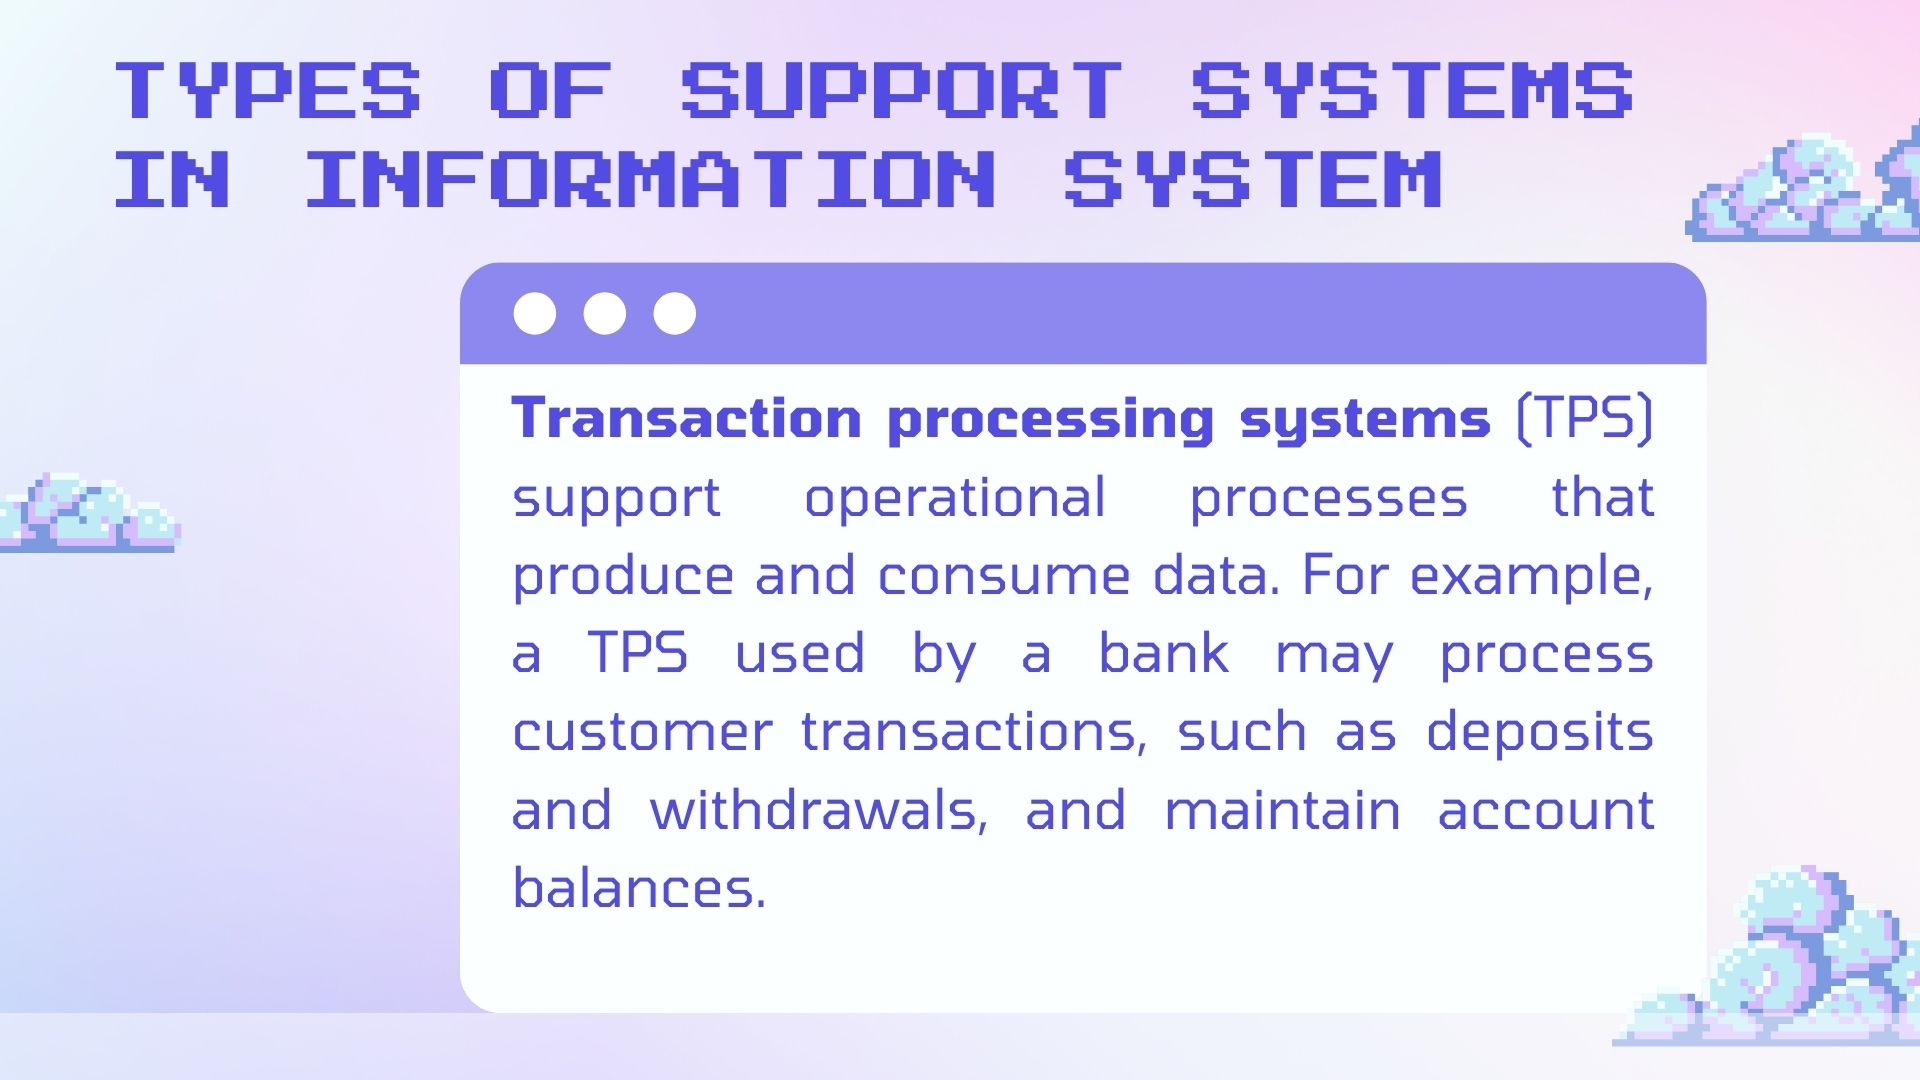 TYPES OF SUPPORT SYSTEMS
IN INFORMATION SYSTEM
Transaction processing systems (TPS)
support operational processes that
produce and consume data. For example,
a TPS used by a bank may process
customer transactions, such as deposits
and withdrawals, and maintain account
balances.